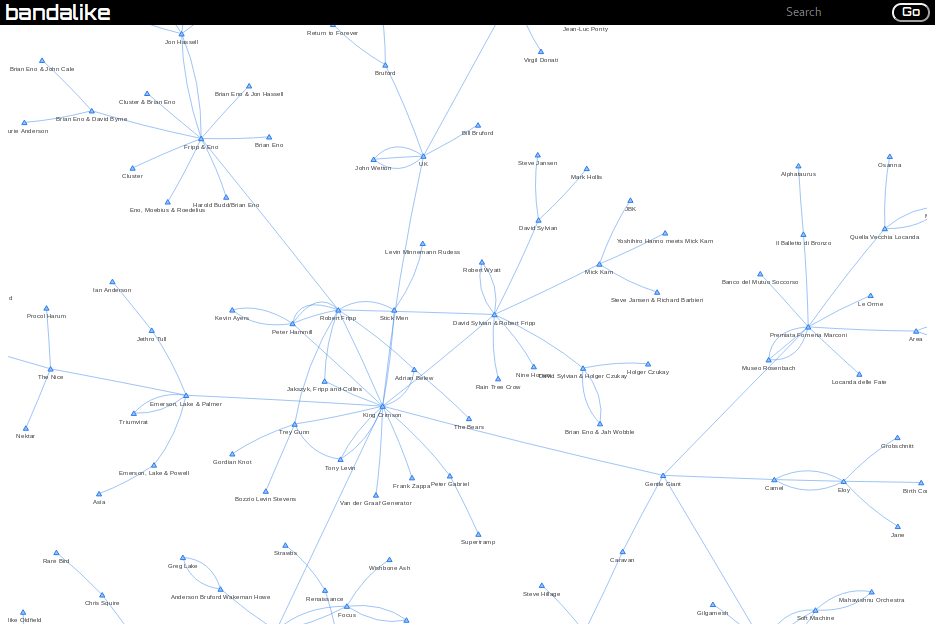 bandalike
Search
Go
Return to Forever
Jean-Luc Ponty
Jon Hassell
Virgil Donati
Brian Eno & John Cale
Bruford
Brian Eno & Jon Hassell
Cluster & Brian Eno
Brian Eno & David Byrne
urie Anderson
Bill Bruford
Brian Eno
Fripp & Eno
John Wetton
UK
Steve Jansen
Osanna
Alphataurus
Cluster
Mark Hollis
Harold Budd/Brian Eno
Eno, Moebius & Roedelius
JBK
David Sylvian
Quella Vecchia Locanda
Yoshihiro Hanno meets Mick Karn
Il Balletto di Bronzo
Levin Minnemann Rudess
Robert Wyatt
Mick Karn
Banco del Mutuo Soccorso
Ian Anderson
Steve Jansen & Richard Barbieri
d
Le Orme
Procol Harum
Kevin Ayers
Robert Fripp
Stick Men
David Sylvian & Robert Fripp
Peter Hammill
Jethro Tull
Premiata Forneria Marconi
Area
Museo Rosenbach
The Nice
Adrian Belew
Holger Czukay
David Sylvian & Holger Czukay
Rain Tree Crow
Locanda delle Fate
Jakszyk, Fripp and Collins
Emerson, Lake & Palmer
King Crimson
Triumvirat
The Bears
Nektar
Trey Gunn
Brian Eno & Jah Wobble
Grobschnitt
Gordian Knot
Tony Levin
Emerson, Lake & Powell
Frank Zappa
Peter Gabriel
Gentle Giant
Camel
Eloy
Birth Co
Asia
Bozzio Levin Stevens
Van der Graaf Generator
Jane
Supertramp
Strawbs
Rare Bird
Greg Lake
Wishbone Ash
Caravan
Anderson Bruford Wakeman Howe
Renaissance
Steve Hillage
Mahavishnu Orchestra
Chris Squire
Focus
Gilgamesh
Soft Machine
ike Oldfield